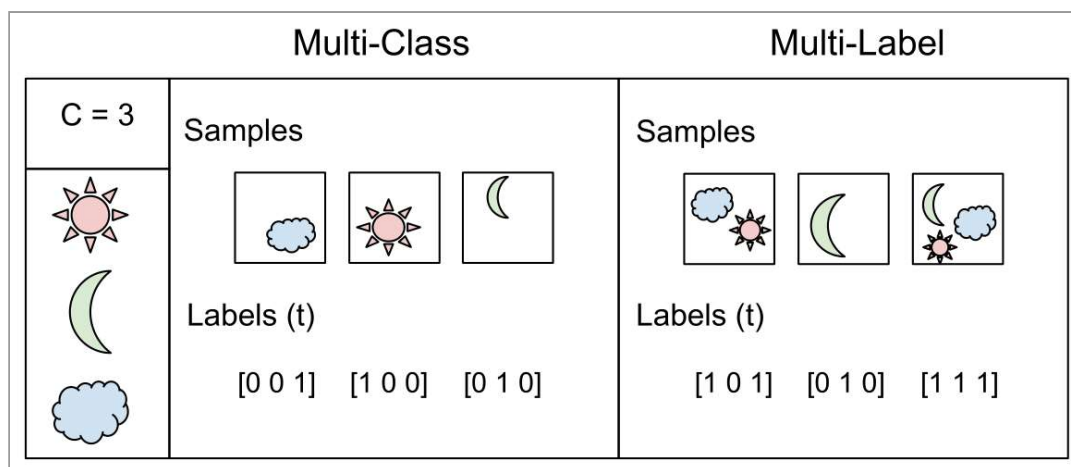 Multi-Class
Multi-Label
C = 3
Samples
Labels (t)
[0 0 1] [1 0 0] [0 1 0]
Samples
Labels (t)
[1 0 1] [0 1 0] [1 1 1]